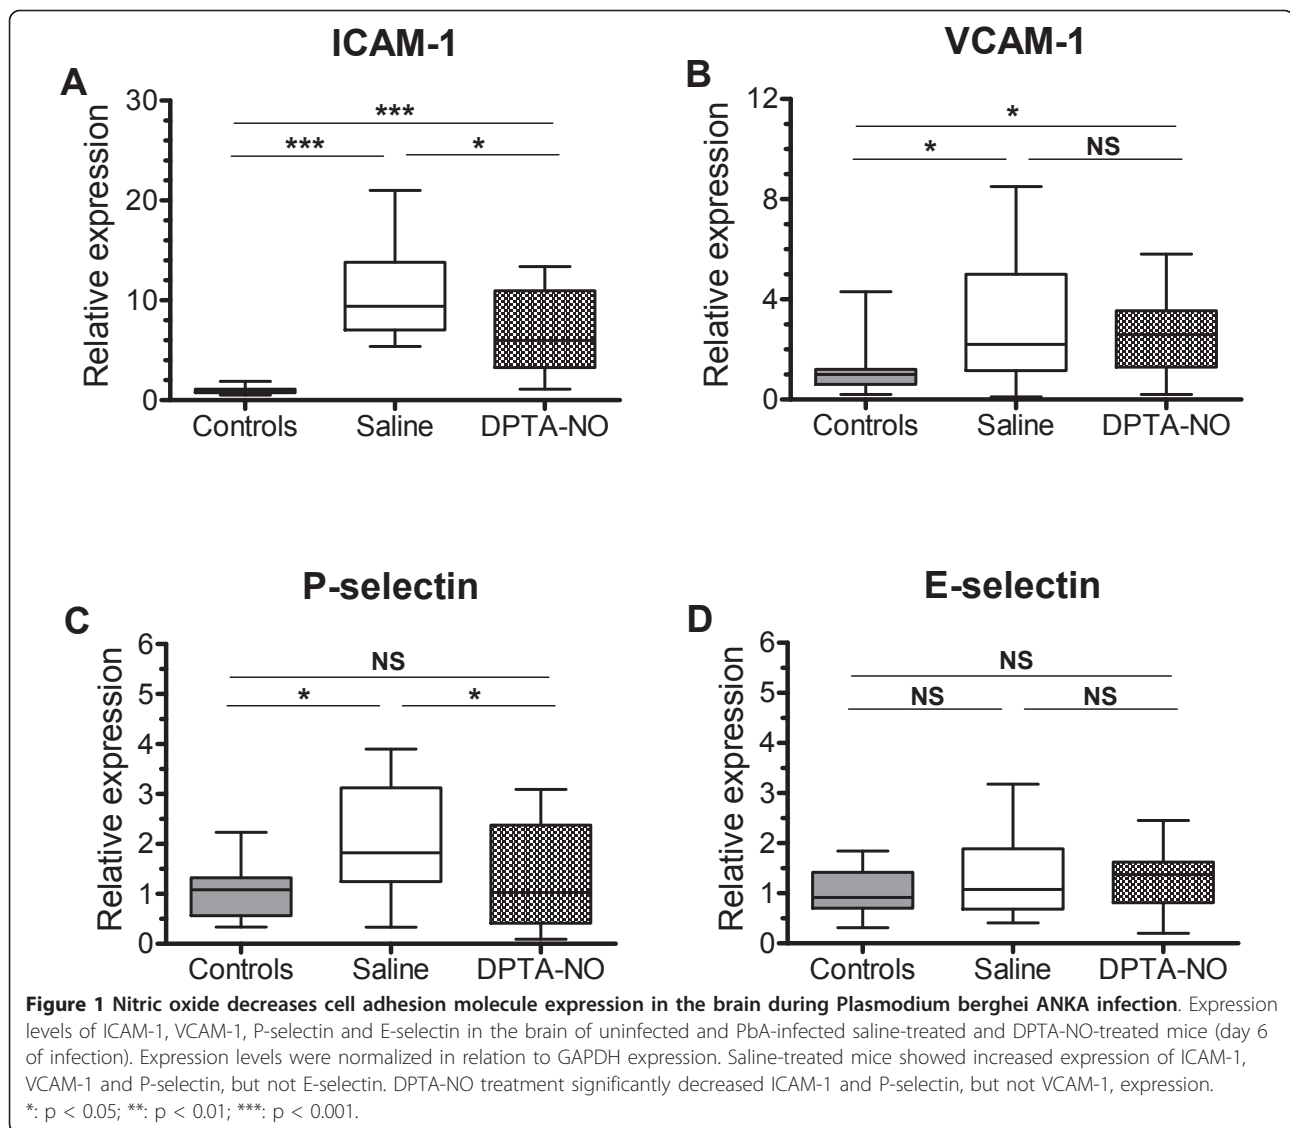 ICAM-1
VCAM-1
A
B
Relative expression
30
20
10
0
***
***
*
Controls
Saline
DPTA-NO
Relative expression
12
8
4
0
*
*
NS
Controls
Saline
DPTA-NO
P-selectin
E-selectin
C
D
Relative expression
6
5
4
3
2
1
0
NS
*
*
Controls
Saline
DPTA-NO
Relative expression
6
5
4
3
2
1
0
NS
NS
NS
Controls
Saline
DPTA-NO
Figure 1 Nitric oxide decreases cell adhesion molecule expression in the brain during Plasmodium berghei ANKA infection. Expression
levels of ICAM-1, VCAM-1, P-selectin and E-selectin in the brain of uninfected and PbA-infected saline-treated and DPTA-NO-treated mice (day 6
of infection). Expression levels were normalized in relation to GAPDH expression. Saline-treated mice showed increased expression of ICAM-1,
VCAM-1 and P-selectin, but not E-selectin. DPTA-NO treatment significantly decreased ICAM-1 and P-selectin, but not VCAM-1, expression.
*: p < 0.05; **: p < 0.01; ***: p < 0.001.